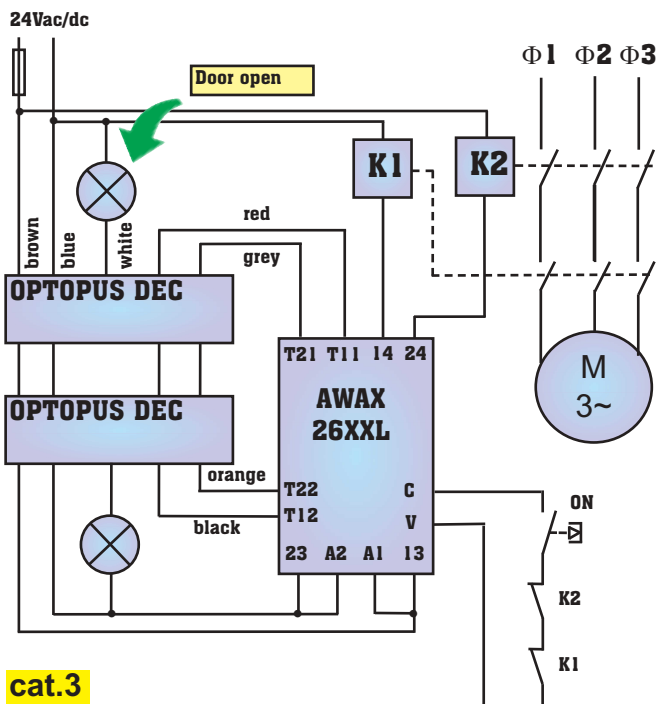 24Vac/dc
Φ1 Φ2 Φ3
Door open
K1
K2
brown
blue
white
red
grey
OPTOPUS DEC
T21 T11 14 24
M
3~
AWAX
26XXL
OPTOPUS DEC
orange
T22
C
ON
black
T12
V
23 A2 A1 13
K2
K1
cat.3